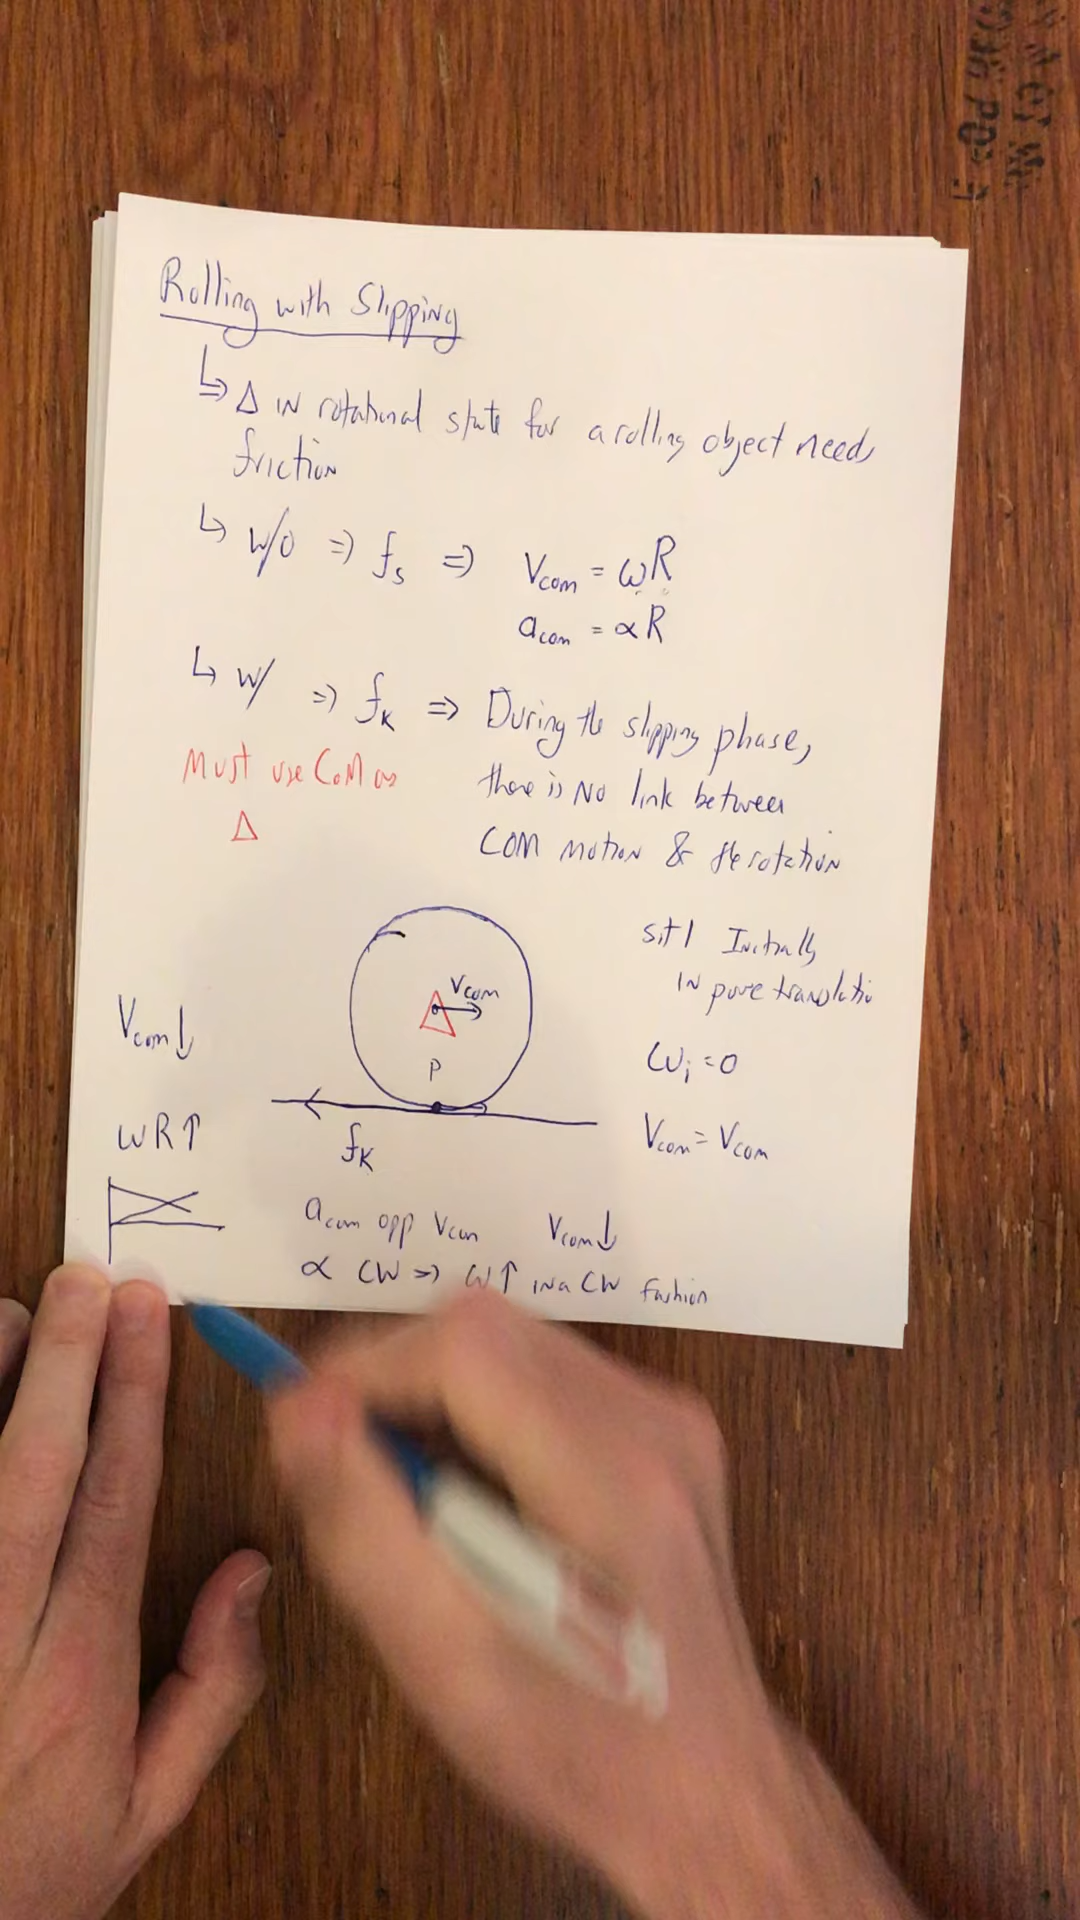 Rolling with Slipping
↳ Δ in rotational state for a rolling object needs
friction
↳ w/o ⇒ fs ⇒ Vcom = ωR
acom = αR
↳ w/ ⇒ fK ⇒ During the slipping phase,
there is no link between
COM motion & the rotation
Must use CoM as
Δ
sit 1 Initially
in pure translatio
Vcom
P
Vcom↓
ωi = 0
ωR↑
Vcom = Vcom
fK
acom opp Vcom Vcom↓
α CW ⇒ ω↑ in a CW fashion